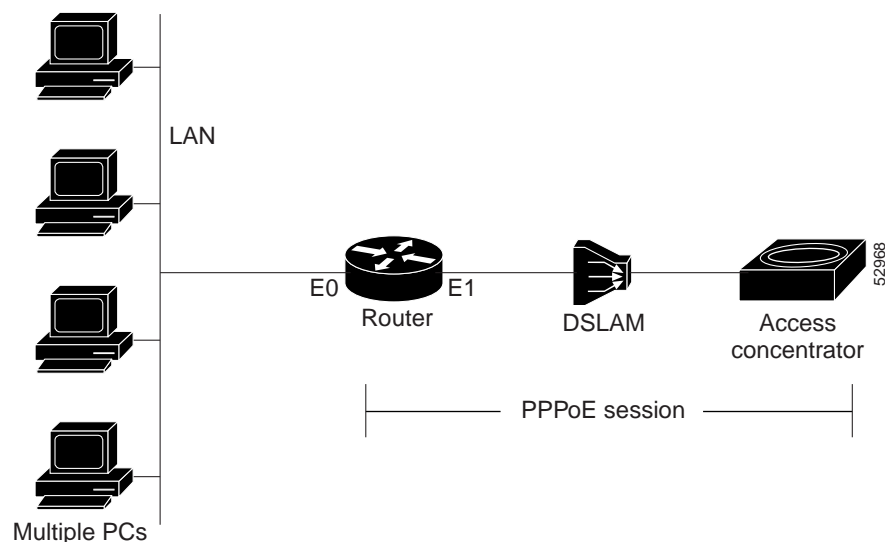 LAN
E0
E1
Router
DSLAM
Access
concentrator
52968
PPPoE session
Multiple PCs